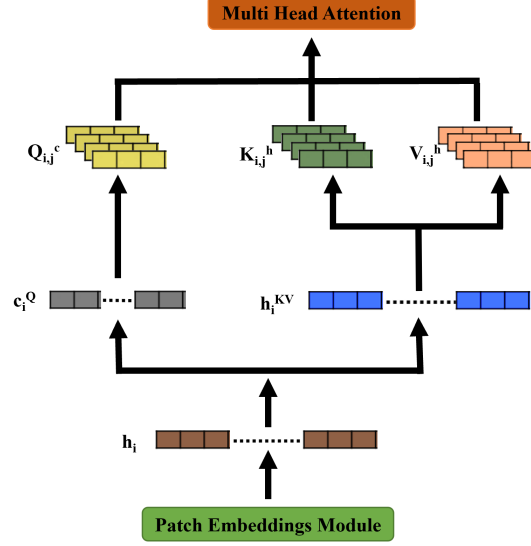 Multi Head Attention
Q_{i,j}^c K_{i,j}^h V_{i,j}^h
c_i^Q h_i^{KV}
h_i
Patch Embeddings Module